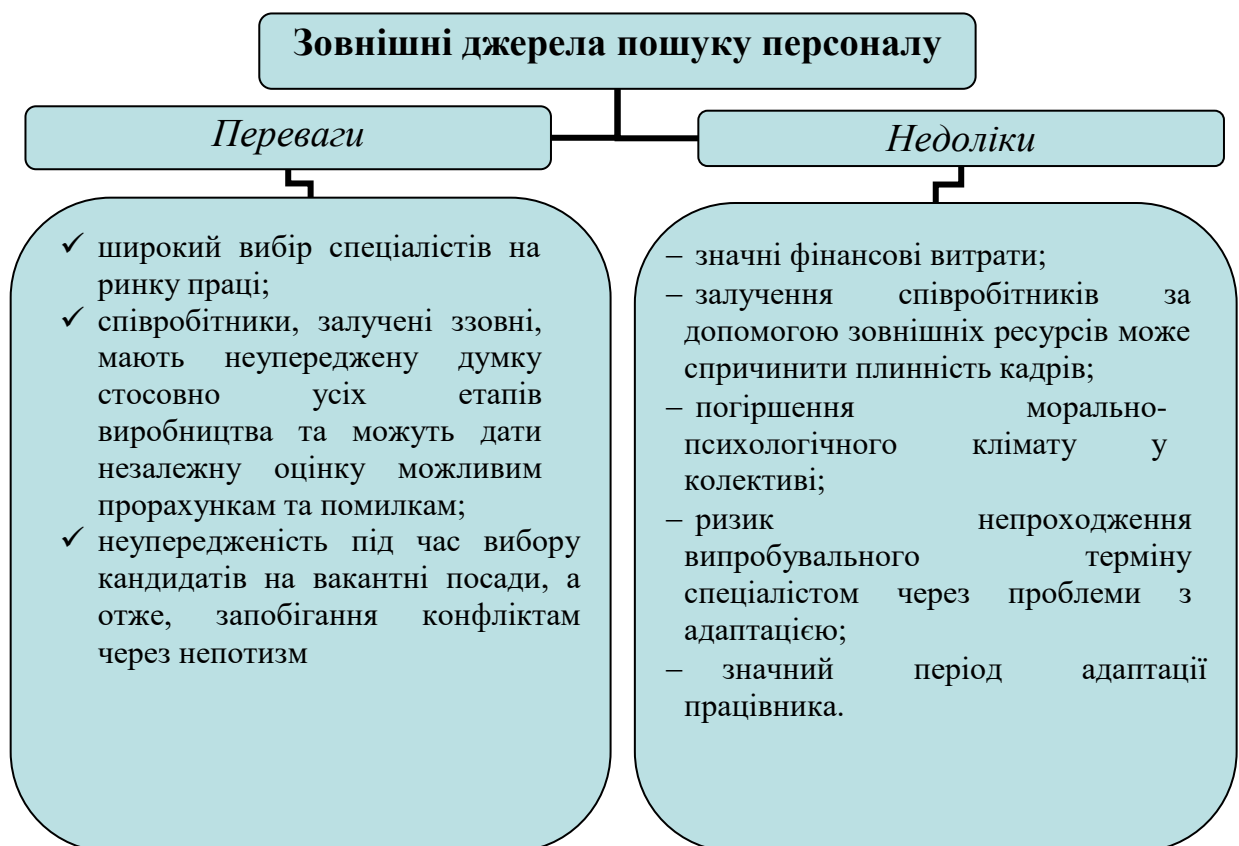 Зовнішні джерела пошуку персоналу
Переваги
Недоліки
✓ широкий вибір спеціалістів на
ринку праці;
✓ співробітники, залучені ззовні,
мають неупереджену думку
стосовно усіх етапів
виробництва та можуть дати
незалежну оцінку можливим
прорахункам та помилкам;
✓ неупередженість під час вибору
кандидатів на вакантні посади, а
отже, запобігання конфліктам
через непотизм
– значні фінансові витрати;
– залучення співробітників за
допомогою зовнішніх ресурсів може
спричинити плинність кадрів;
– погіршення морально-
психологічного клімату у
колективі;
– ризик непроходження
випробувального терміну
спеціалістом через проблеми з
адаптацією;
– значний період адаптації
працівника.